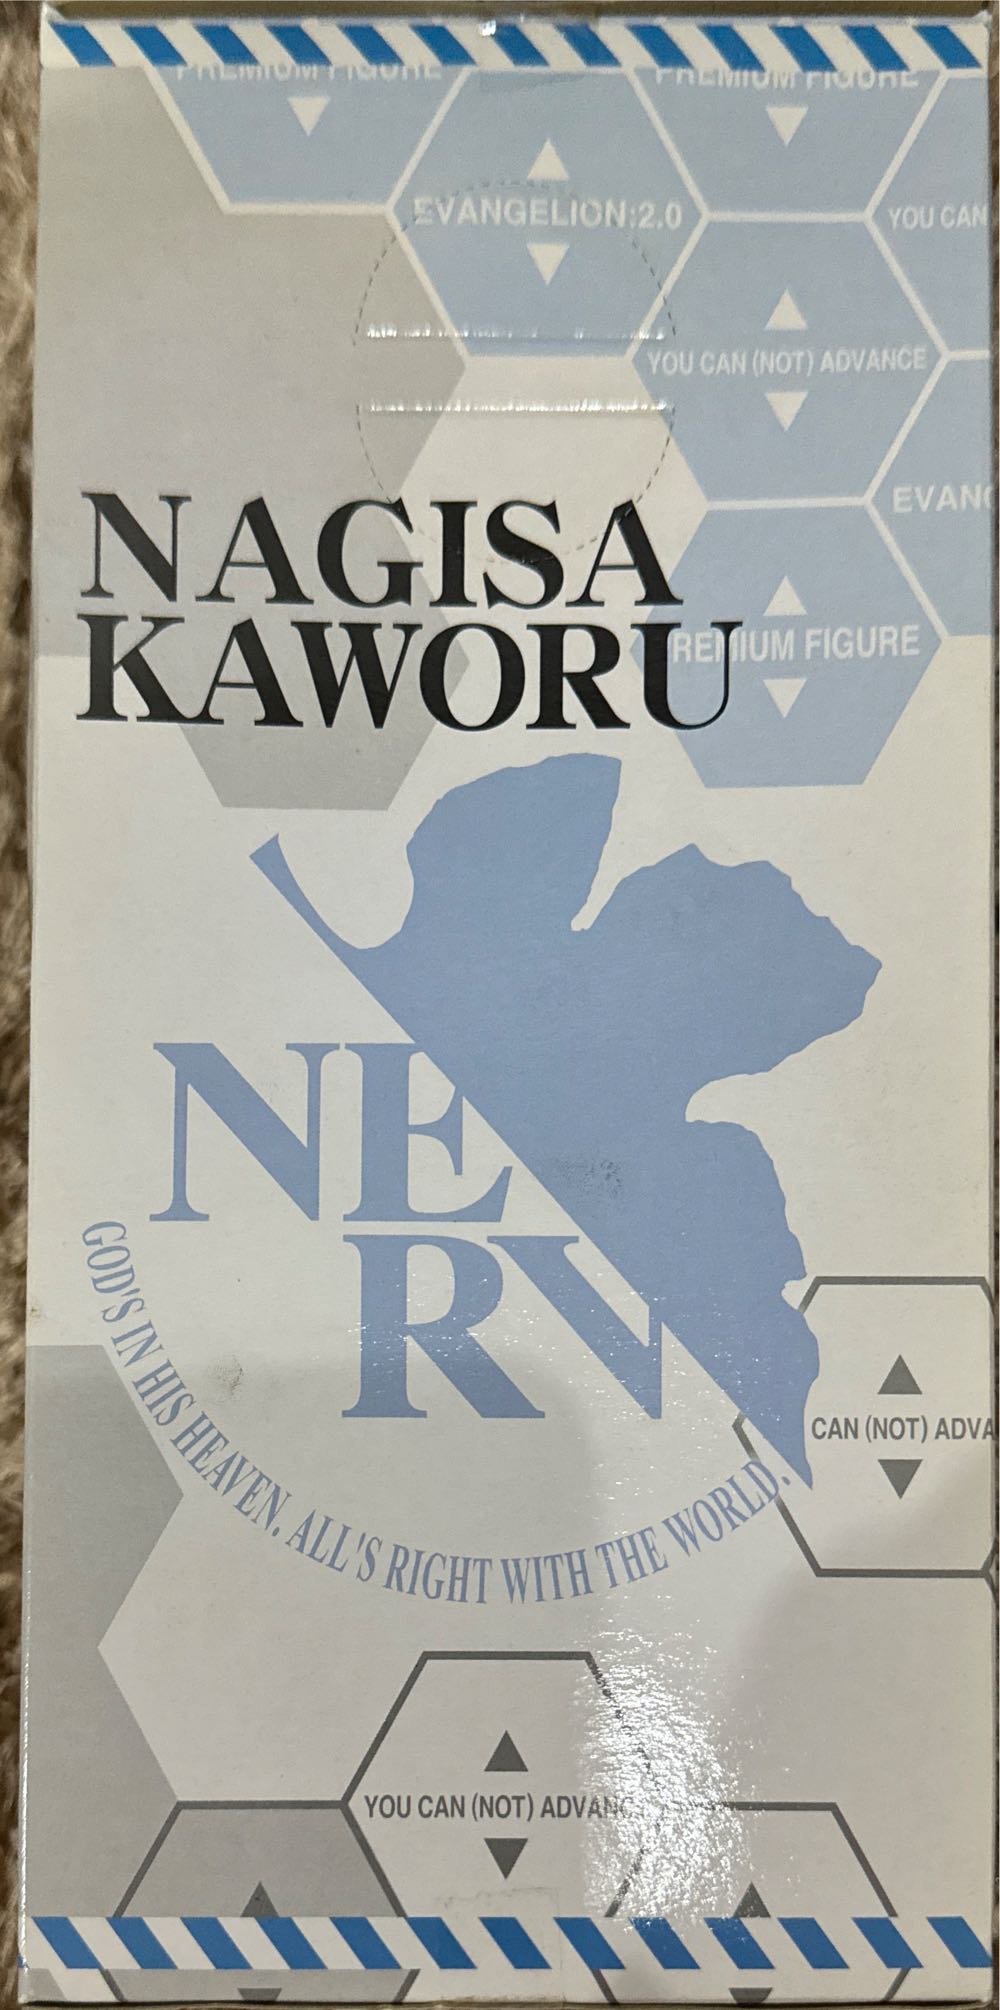 PREMIUM FIGURE
PREMIUM FIGURE
EVANGELION:2.0
YOU CAN
YOU CAN (NOT) ADVANCE
EVANG
NAGISA
KAWORU
PREMIUM FIGURE
NE
RV
GOD'S IN HIS HEAVEN. ALL'S RIGHT WITH THE WORLD.
CAN (NOT) ADVA
YOU CAN (NOT) ADVANC